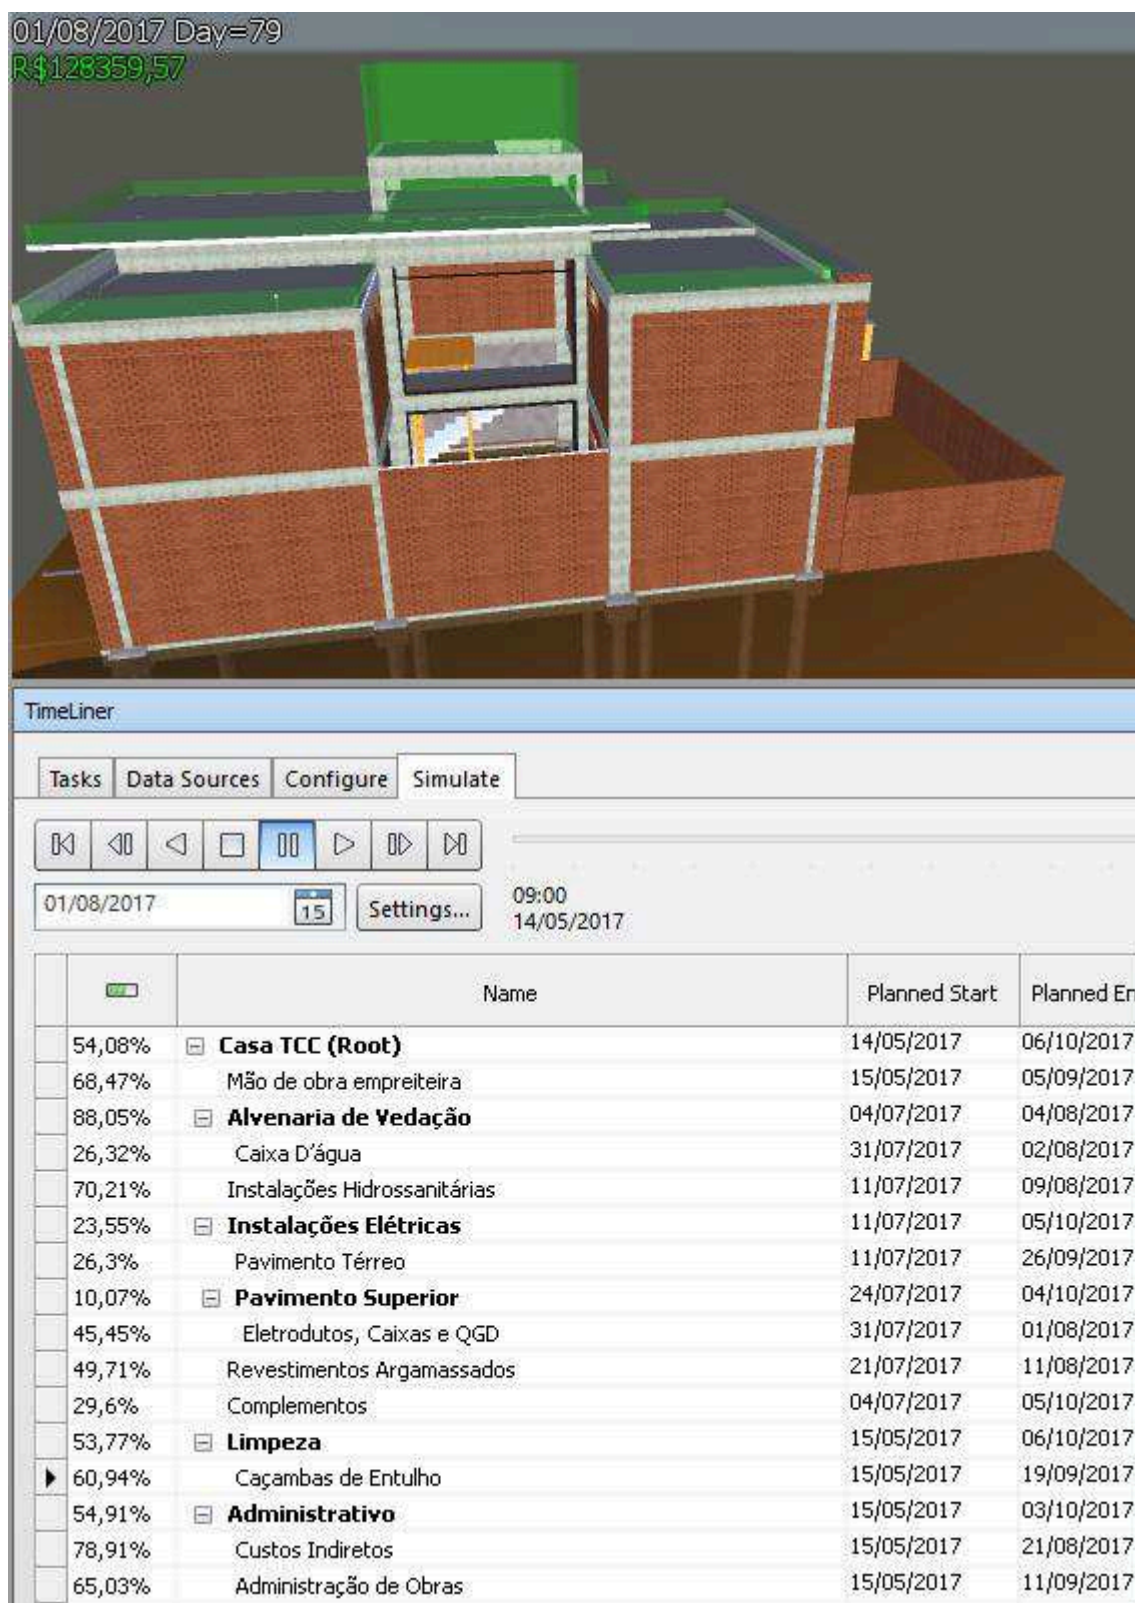 01/08/2017 Day=79
R$128359,57
TimeLiner
Tasks Data Sources Configure Simulate
01/08/2017 15 Settings... 09:00
14/05/2017
Name Planned Start Planned En
54,08% Casa TCC (Root) 14/05/2017 06/10/2017
68,47% Mão de obra empreiteira 15/05/2017 05/09/2017
88,05% Alvenaria de Vedação 04/07/2017 04/08/2017
26,32% Caixa D'água 31/07/2017 02/08/2017
70,21% Instalações Hidrossanitárias 11/07/2017 09/08/2017
23,55% Instalações Elétricas 11/07/2017 05/10/2017
26,3% Pavimento Térreo 11/07/2017 26/09/2017
10,07% Pavimento Superior 24/07/2017 04/10/2017
45,45% Eletrodutos, Caixas e QGD 31/07/2017 01/08/2017
49,71% Revestimentos Argamassados 21/07/2017 11/08/2017
29,6% Complementos 04/07/2017 05/10/2017
53,77% Limpeza 15/05/2017 06/10/2017
60,94% Caçambas de Entulho 15/05/2017 19/09/2017
54,91% Administrativo 15/05/2017 03/10/2017
78,91% Custos Indiretos 15/05/2017 21/08/2017
65,03% Administração de Obras 15/05/2017 11/09/2017